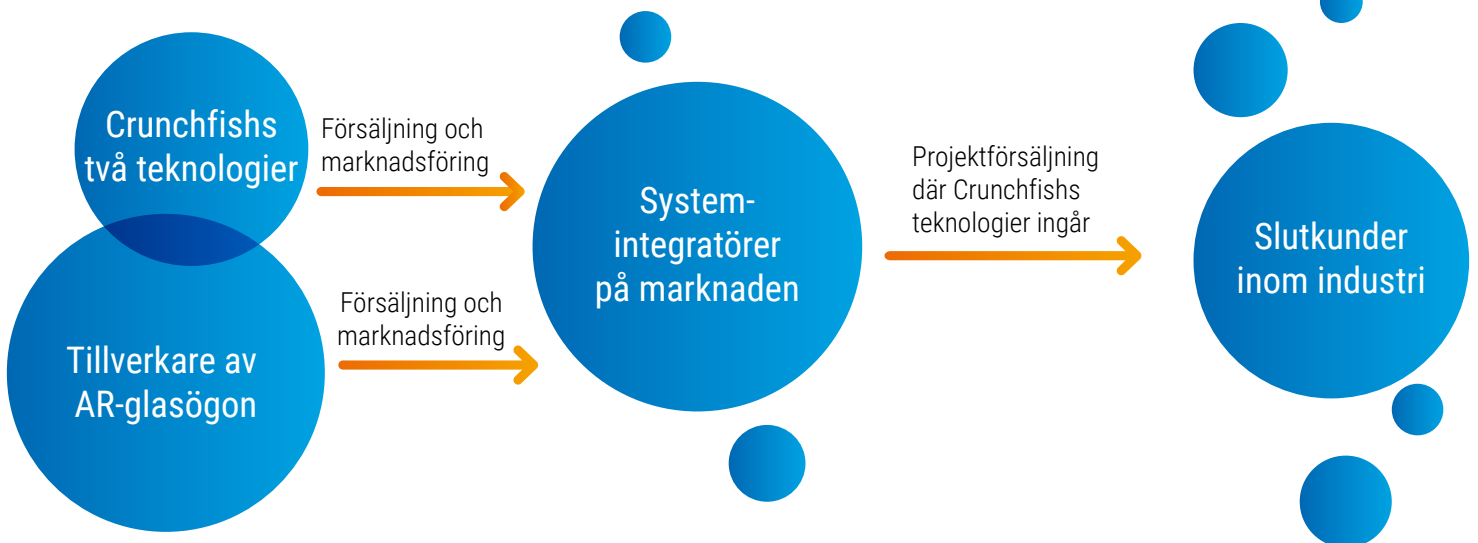 Crunchfishs
två teknologier
Försäljning och
marknadsföring
Tillverkare av
AR-glasögon
Försäljning och
marknadsföring
System-
integratörer
på marknaden
Projektförsäljning
där Crunchfishs
teknologier ingår
Slutkunder
inom industri